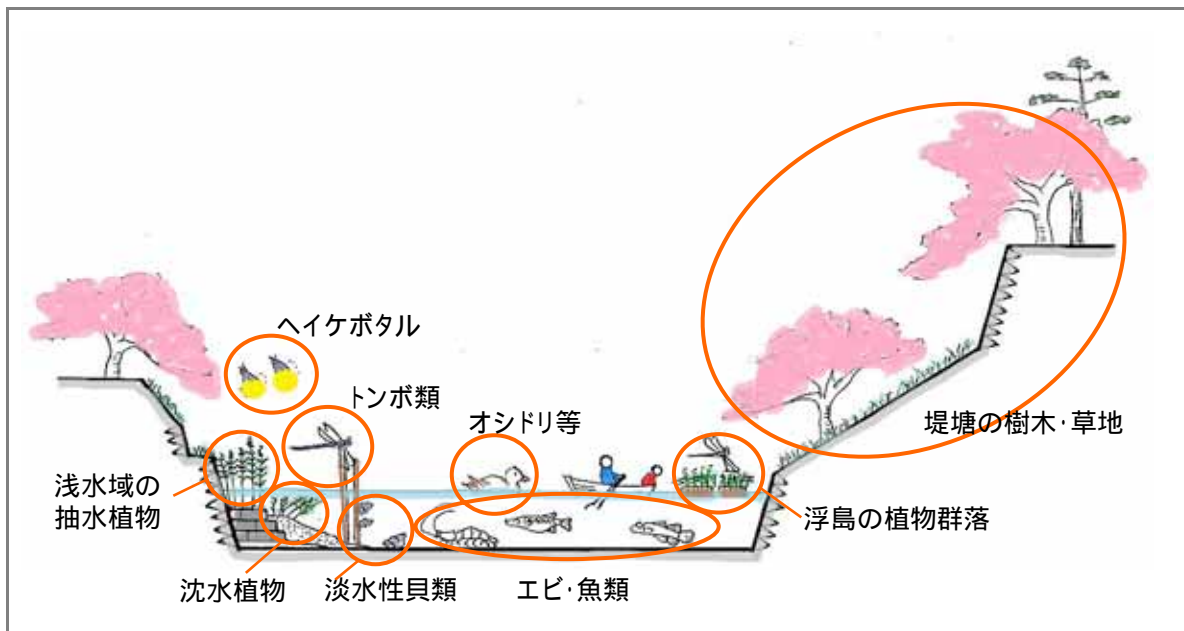 ヘイケボタル
トンボ類
オシドリ等
堤塘の樹木･草地
浅水域の
抽水植物
浮島の植物群落
沈水植物
淡水性貝類
エビ･魚類